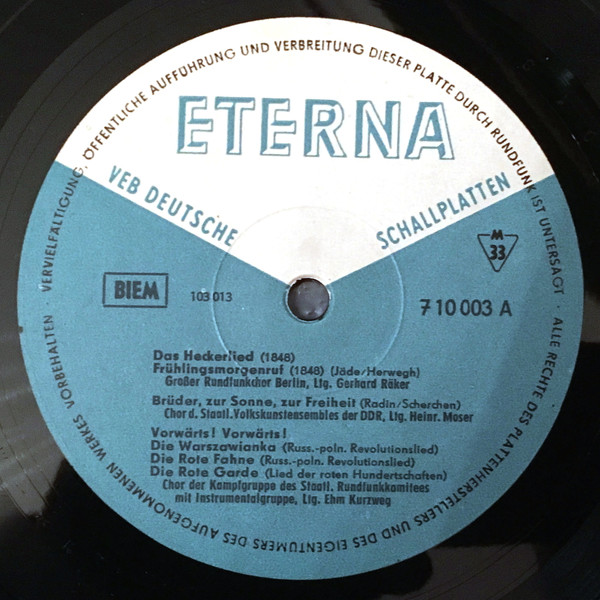 VERVIELFÄLTIGUNG, ÖFFENTLICHE AUFFÜHRUNG UND VERBREITUNG DIESER PLATTE DURCH RUNDFUNK IST UNTERSAGT · ALLE RECHTE DES PLATTENHERSTELLERS UND DES EIGENTÜMERS DES AUFGENOMMENEN WERKES VORBEHALTEN ·
ETERNA
VEB DEUTSCHE SCHALLPLATTEN
M
33
BIEM
103 013
7 10 003 A
Das Heckerlied (1848)
Frühlingsmorgenruf (1848) (Jöde/Herwegh)
Großer Rundfunkchor Berlin, Ltg. Gerhard Räker
Brüder, zur Sonne, zur Freiheit (Radin/Scherchen)
Chor d. Staatl. Volkskunstensembles der DDR, Ltg. Heinr. Moser
Vorwärts! Vorwärts!
Die Warszawianka (Russ.-poln. Revolutionslied)
Die Rote Fahne (Russ.-poln. Revolutionslied)
Die Rote Garde (Lied der roten Hundertschaften)
Chor der Kampfgruppe des Staatl. Rundfunkkomitees
mit Instrumentalgruppe, Ltg. Ehm Kurzweg